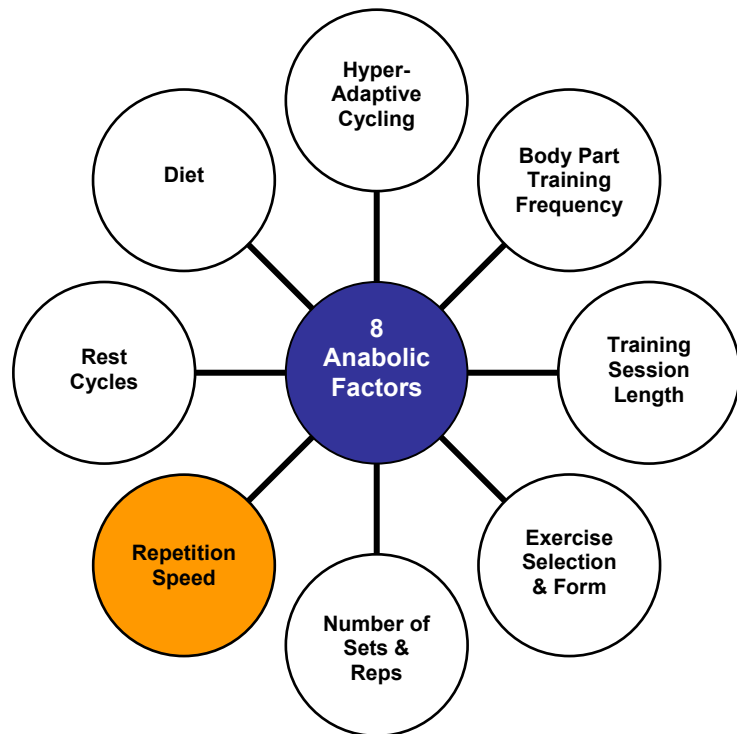 Hyper-
Adaptive
Cycling
Body Part
Training
Frequency
Training
Session
Length
Exercise
Selection
& Form
Number of
Sets &
Reps
Repetition
Speed
Rest
Cycles
Diet
8
Anabolic
Factors